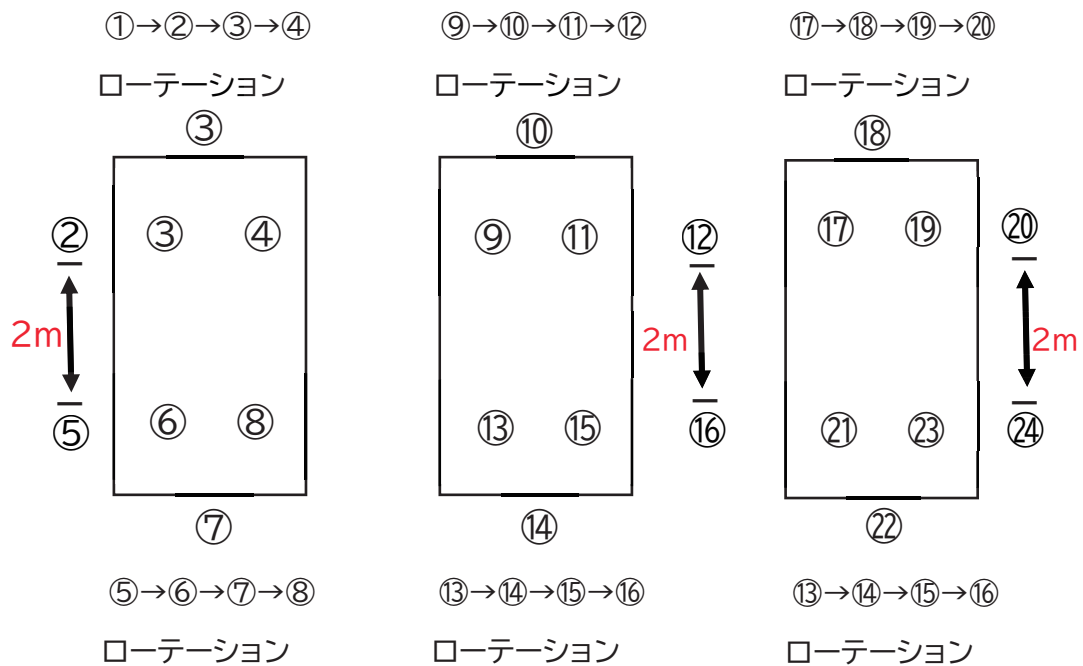 ①→②→③→④ ⑨→⑩→⑪→⑫ ⑰→⑱→⑲→⑳
ローテーション ローテーション ローテーション
③ ⑩ ⑱
② ③ ④ ⑨ ⑪ ⑫ ⑰ ⑲ ⑳
2m 2m 2m
⑤ ⑥ ⑧ ⑬ ⑮ ⑯ ㉑ ㉓ ㉔
⑦ ⑭ ㉒
⑤→⑥→⑦→⑧ ⑬→⑭→⑮→⑯ ⑬→⑭→⑮→⑯
ローテーション ローテーション ローテーション